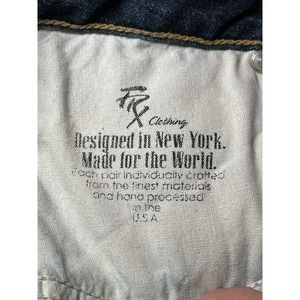 PRX
Clothing
Designed in New York.
Made for the World.
each pair individually crafted
from the finest materials
and hand processed
in the
U.S.A